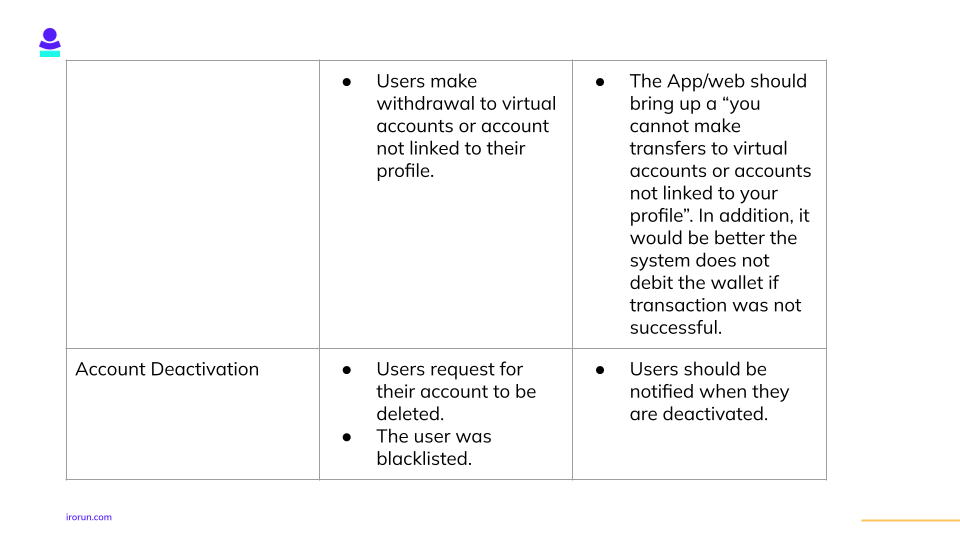 ● Users make
withdrawal to virtual
accounts or account
not linked to their
profile.
● The App/web should
bring up a “you
cannot make
transfers to virtual
accounts or accounts
not linked to your
profile”. In addition, it
would be better the
system does not
debit the wallet if
transaction was not
successful.
Account Deactivation
● Users request for
their account to be
deleted.
● The user was
blacklisted.
● Users should be
notified when they
are deactivated.
irorun.com